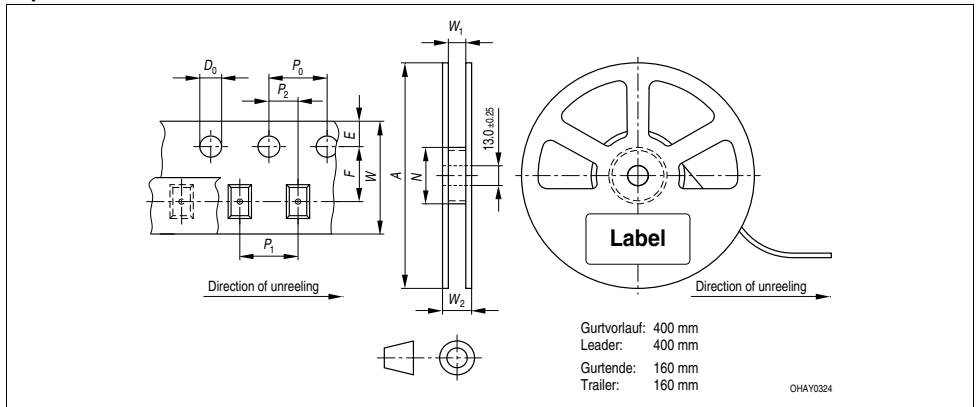 W1
D0
P0
P2
E
F
W
A
N
13.0 ±0.25
P1
Label
Direction of unreeling
W2
Direction of unreeling
Gurtvorlauf: 400 mm
Leader: 400 mm
Gurtende: 160 mm
Trailer: 160 mm
OHAY0324